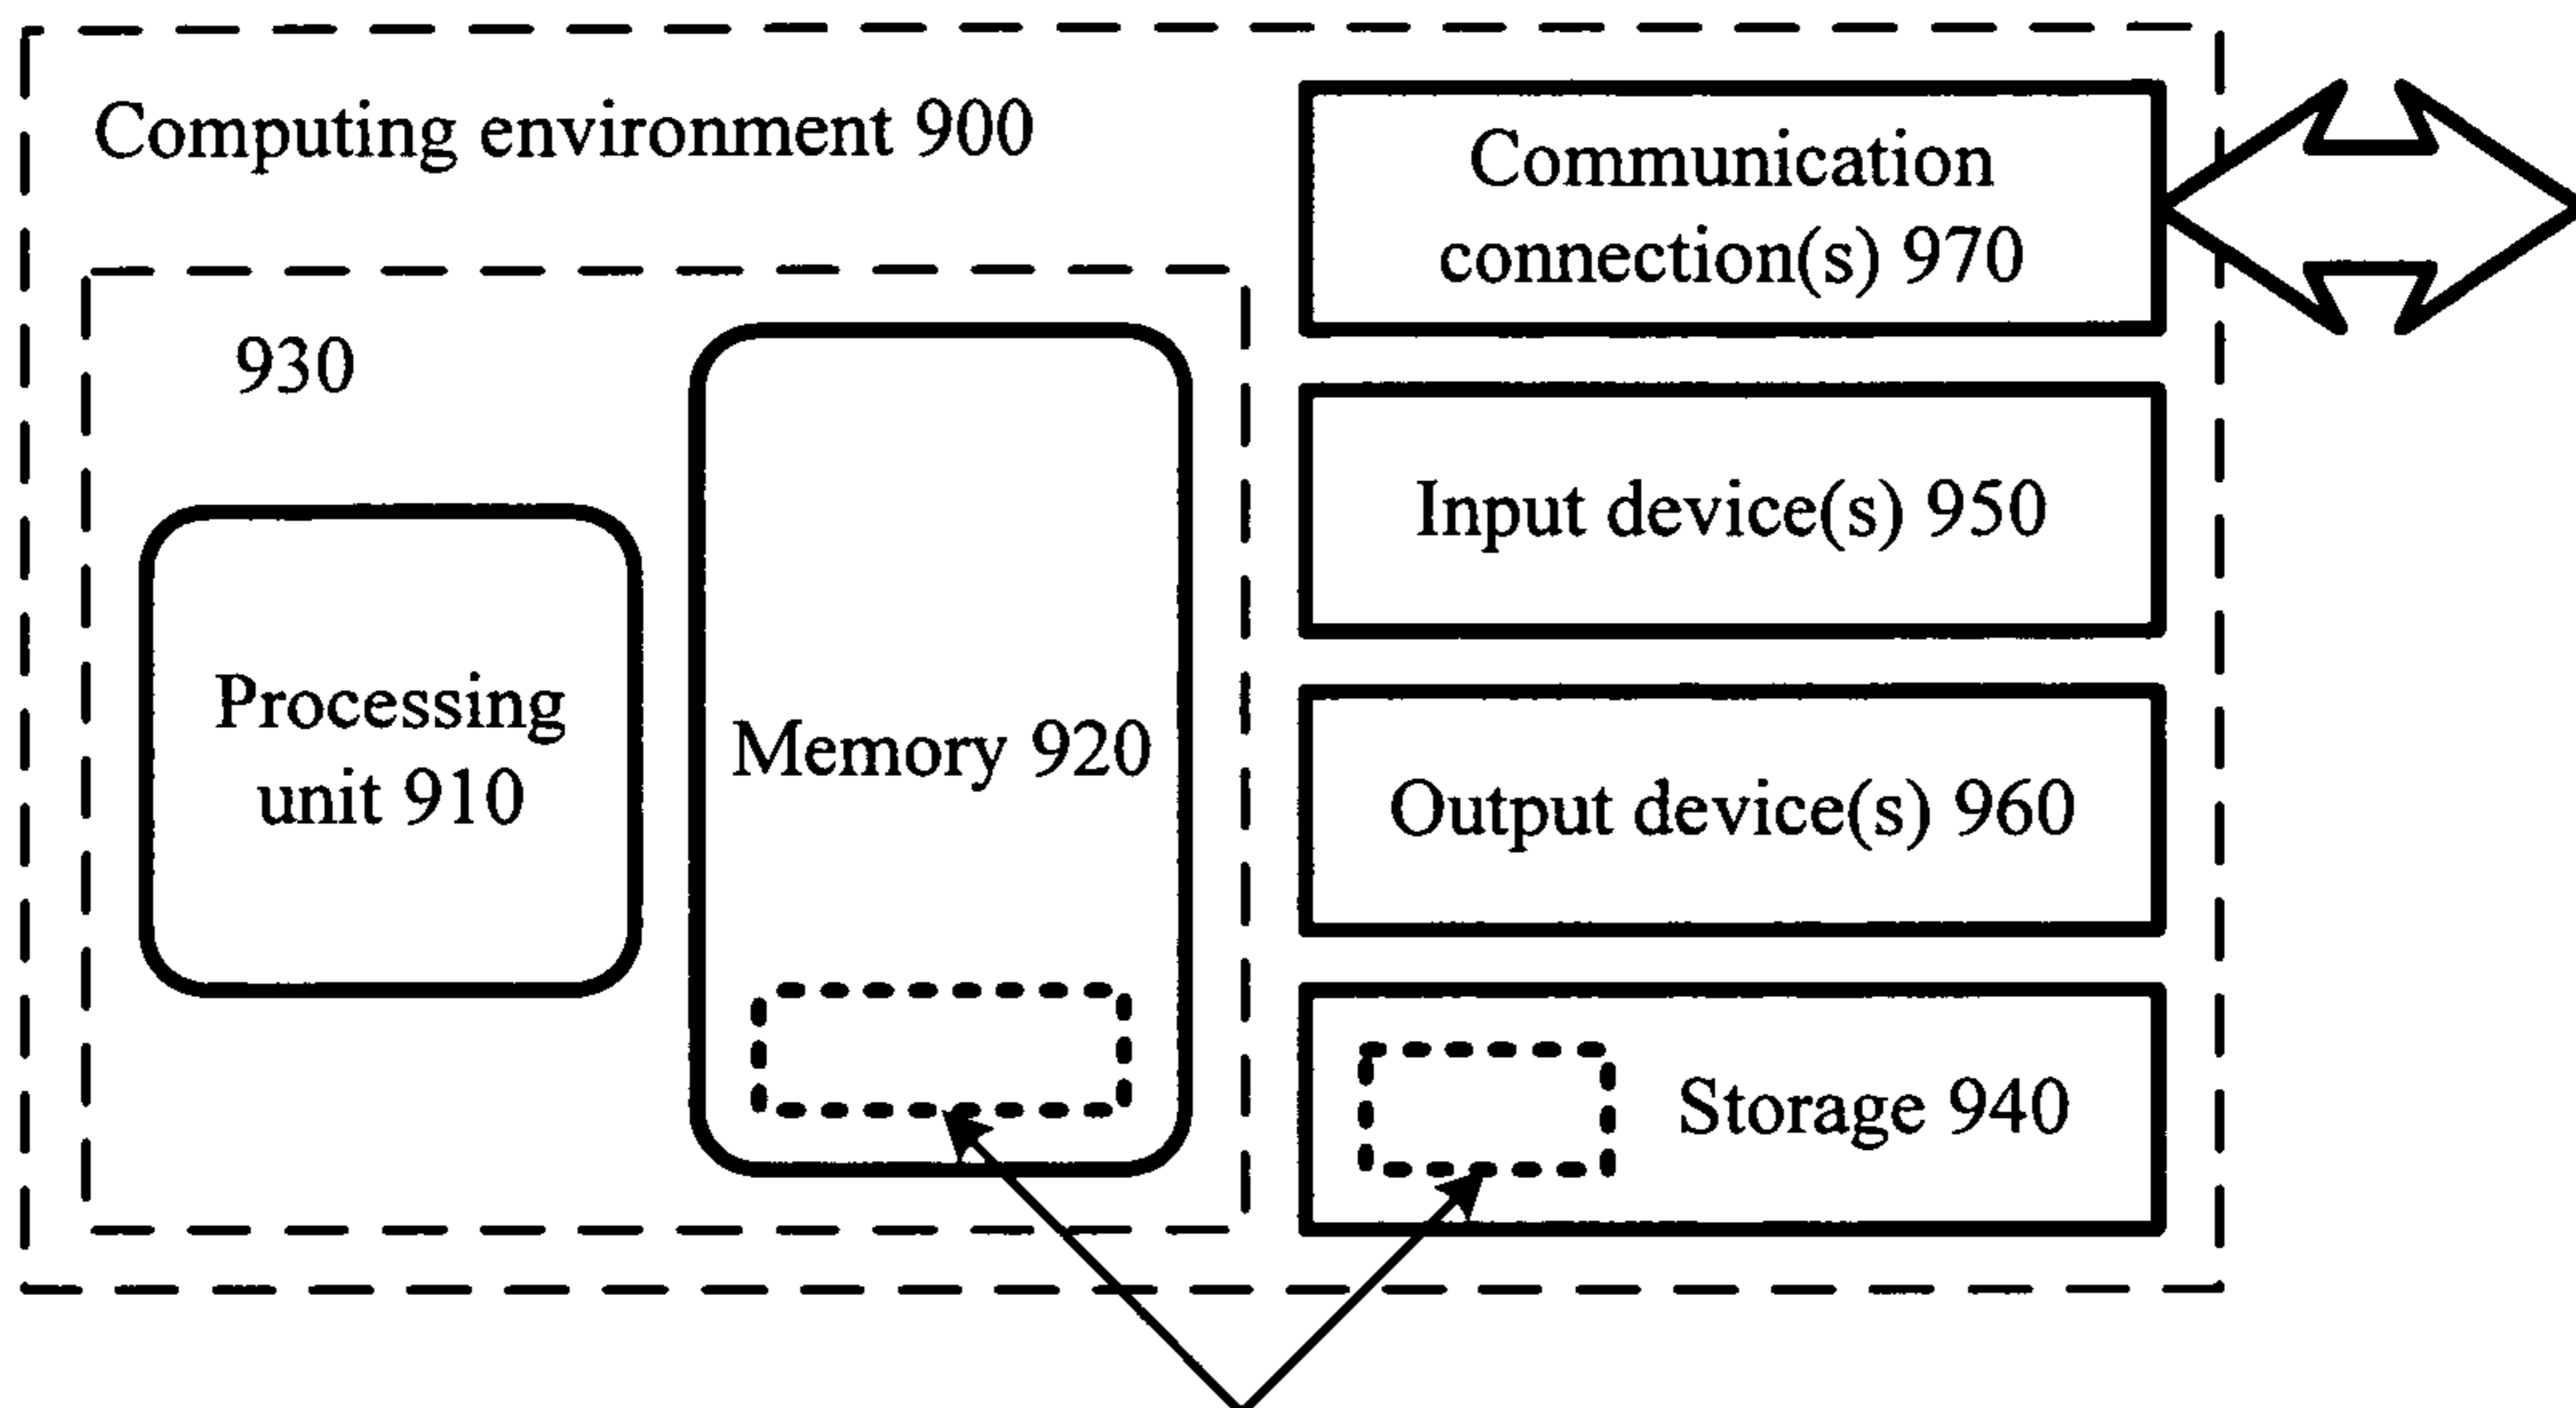 Computing environment 900
930
Processing
unit 910
Memory 920
Communication
connection(s) 970
Input device(s) 950
Output device(s) 960
Storage 940